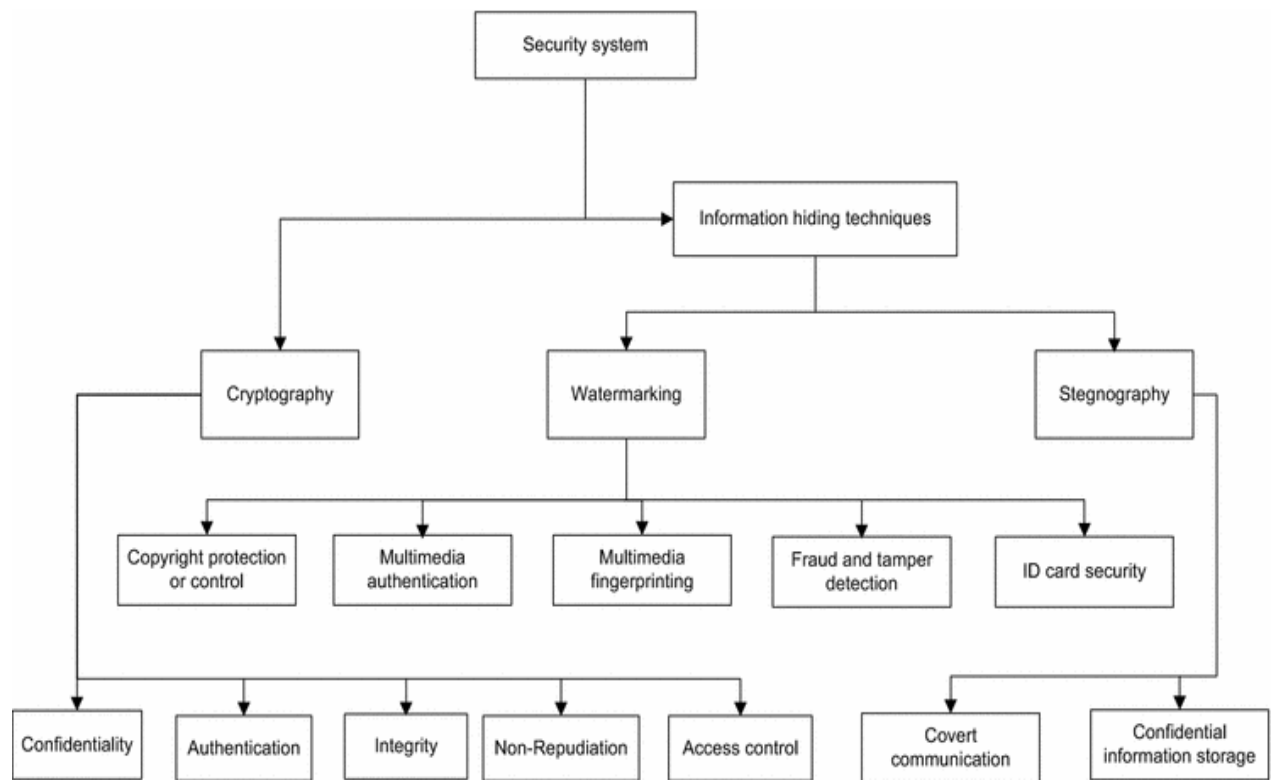 Security system
Information hiding techniques
Cryptography
Watermarking
Stegnography
Copyright protection
or control
Multimedia
authentication
Multimedia
fingerprinting
Fraud and tamper
detection
ID card security
Confidentiality
Authentication
Integrity
Non-Repudiation
Access control
Covert
communication
Confidential
information storage